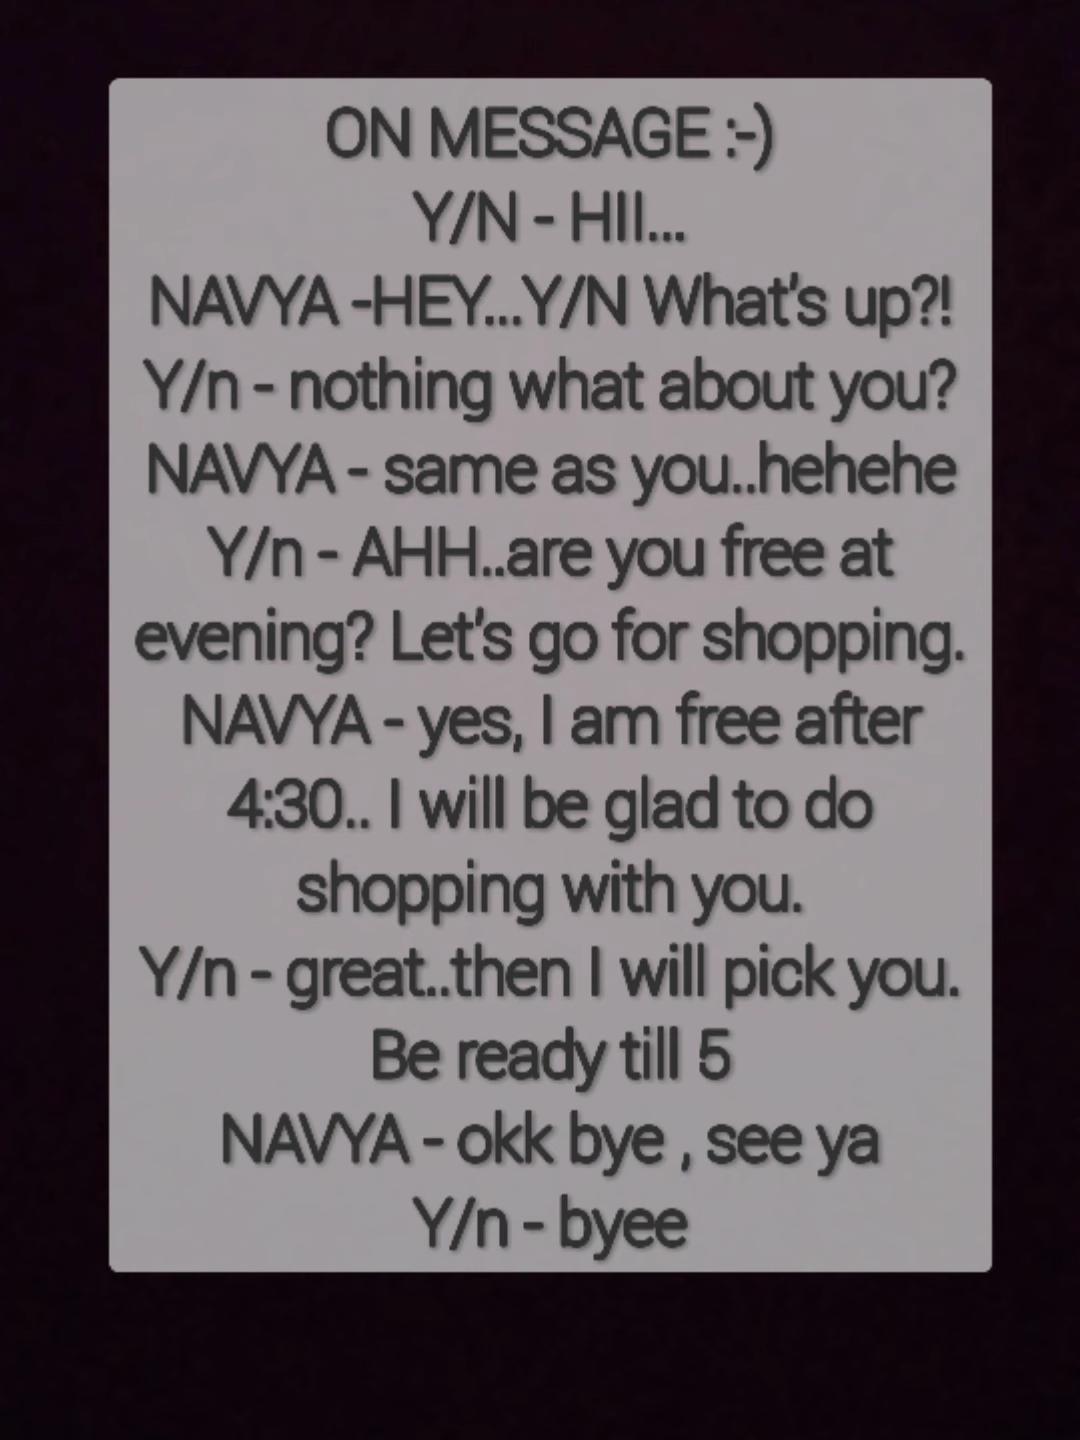 ON MESSAGE :-)
Y/N - HII...
NAVYA -HEY...Y/N What's up?!
Y/n - nothing what about you?
NAVYA - same as you..hehehe
Y/n - AHH..are you free at
evening? Let's go for shopping.
NAVYA - yes, I am free after
4:30.. I will be glad to do
shopping with you.
Y/n - great..then I will pick you.
Be ready till 5
NAVYA - okk bye , see ya
Y/n - byee